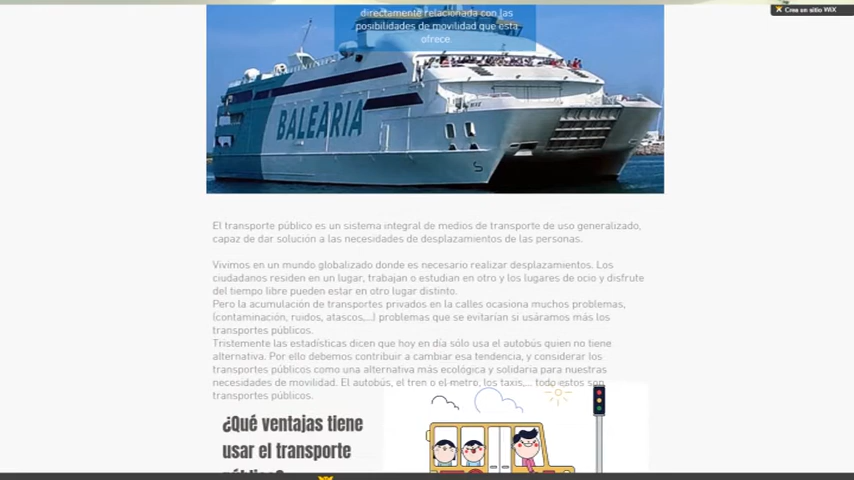 directamente relacionada con las
posibilidades de movilidad que esta
ofrece.
Crea un sitio WiX
BALEÀRIA
El transporte público es un sistema integral de medios de transporte de uso generalizado,
capaz de dar solución a las necesidades de desplazamientos de las personas.
Vivimos en un mundo globalizado donde es necesario realizar desplazamientos. Los
ciudadanos residen en un lugar, trabajan o estudian en otro y los lugares de ocio y disfrute
del tiempo libre pueden estar en otro lugar distinto.
Pero la acumulación de transportes privados en la calles ocasiona muchos problemas,
(contaminación, ruidos, atascos,...) problemas que se evitarían si usáramos más los
transportes públicos.
Tristemente las estadísticas dicen que hoy en día sólo usa el autobús quien no tiene
alternativa. Por ello debemos contribuir a cambiar esa tendencia, y considerar los
transportes públicos como una alternativa más ecológica y solidaria para nuestras
necesidades de movilidad. El autobús, el tren o el metro, los taxis,... todo estos son
transportes públicos.
¿Qué ventajas tiene
usar el transporte
público?